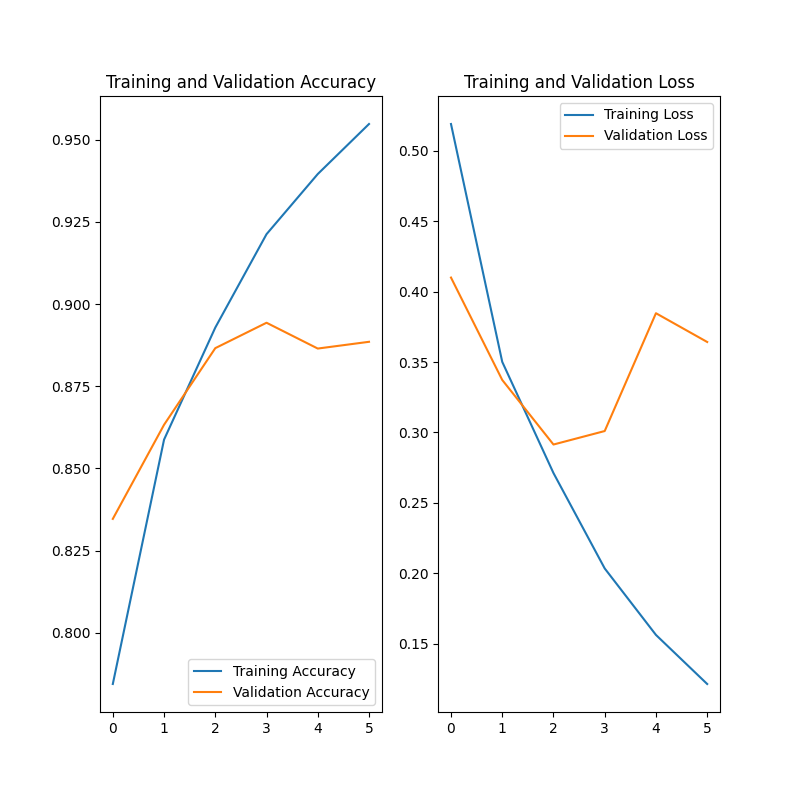 Training and Validation Accuracy
0.950
0.925
0.900
0.875
0.850
0.825
0.800
Training Accuracy
Validation Accuracy
0 1 2 3 4 5
Training and Validation Loss
Training Loss
Validation Loss
0.50
0.45
0.40
0.35
0.30
0.25
0.20
0.15
0 1 2 3 4 5